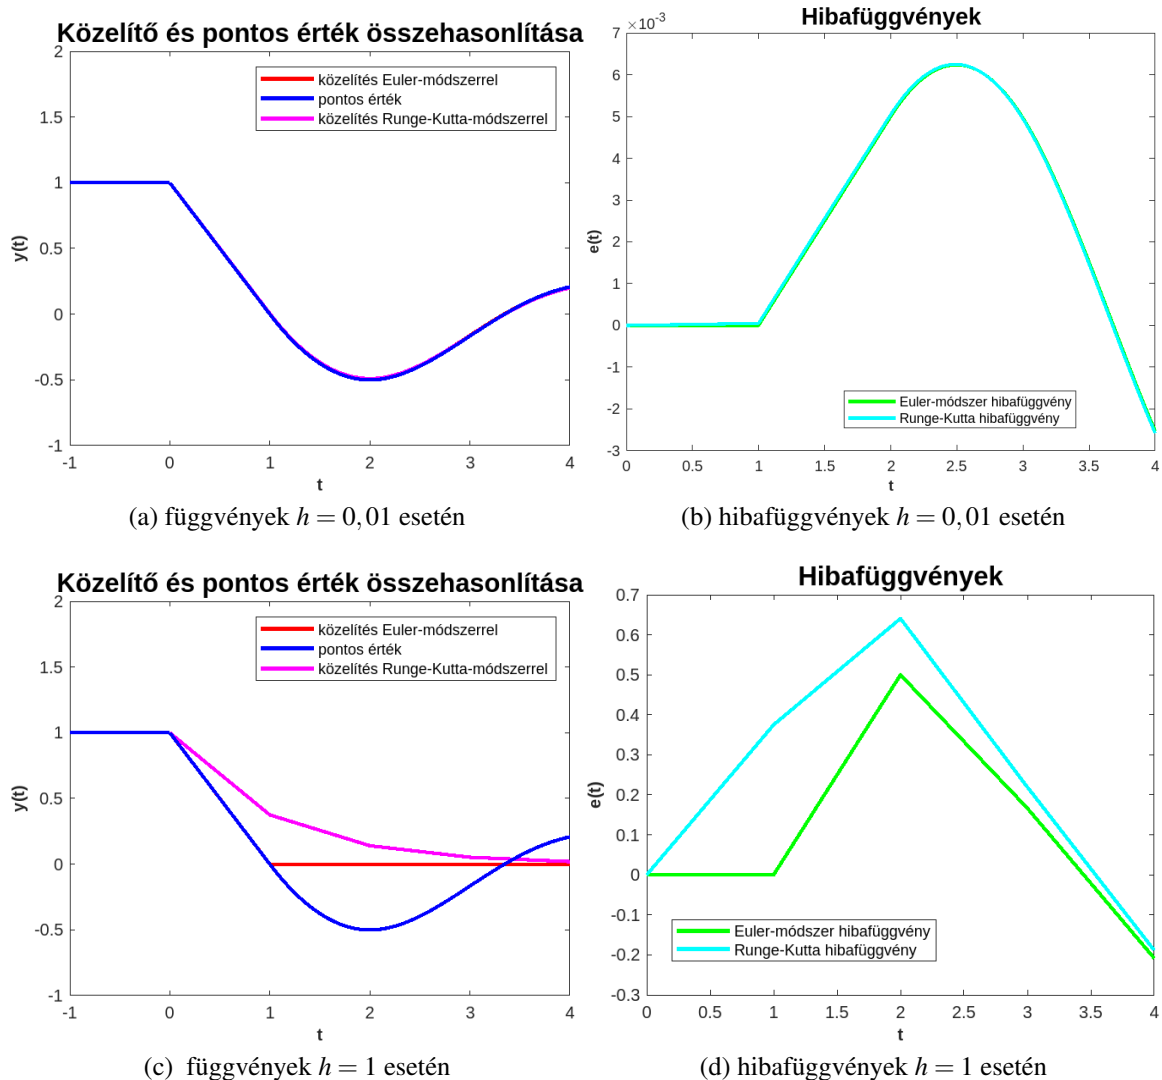 Közelítő és pontos érték összehasonlítása
2
1.5
1
0.5
0
-0.5
-1
y(t)
közelítés Euler-módszerrel
pontos érték
közelítés Runge-Kutta-módszerrel
-1 0 1 2 3 4
t
(a) függvények h = 0,01 esetén
Hibafüggvények
×10-3
7
6
5
4
3
2
1
0
-1
-2
-3
e(t)
Euler-módszer hibafüggvény
Runge-Kutta hibafüggvény
0 0.5 1 1.5 2 2.5 3 3.5 4
t
(b) hibafüggvények h = 0,01 esetén
Közelítő és pontos érték összehasonlítása
2
1.5
1
0.5
0
-0.5
-1
y(t)
közelítés Euler-módszerrel
pontos érték
közelítés Runge-Kutta-módszerrel
-1 0 1 2 3 4
t
(c) függvények h = 1 esetén
Hibafüggvények
0.7
0.6
0.5
0.4
0.3
0.2
0.1
0
-0.1
-0.2
-0.3
e(t)
Euler-módszer hibafüggvény
Runge-Kutta hibafüggvény
0 0.5 1 1.5 2 2.5 3 3.5 4
t
(d) hibafüggvények h = 1 esetén